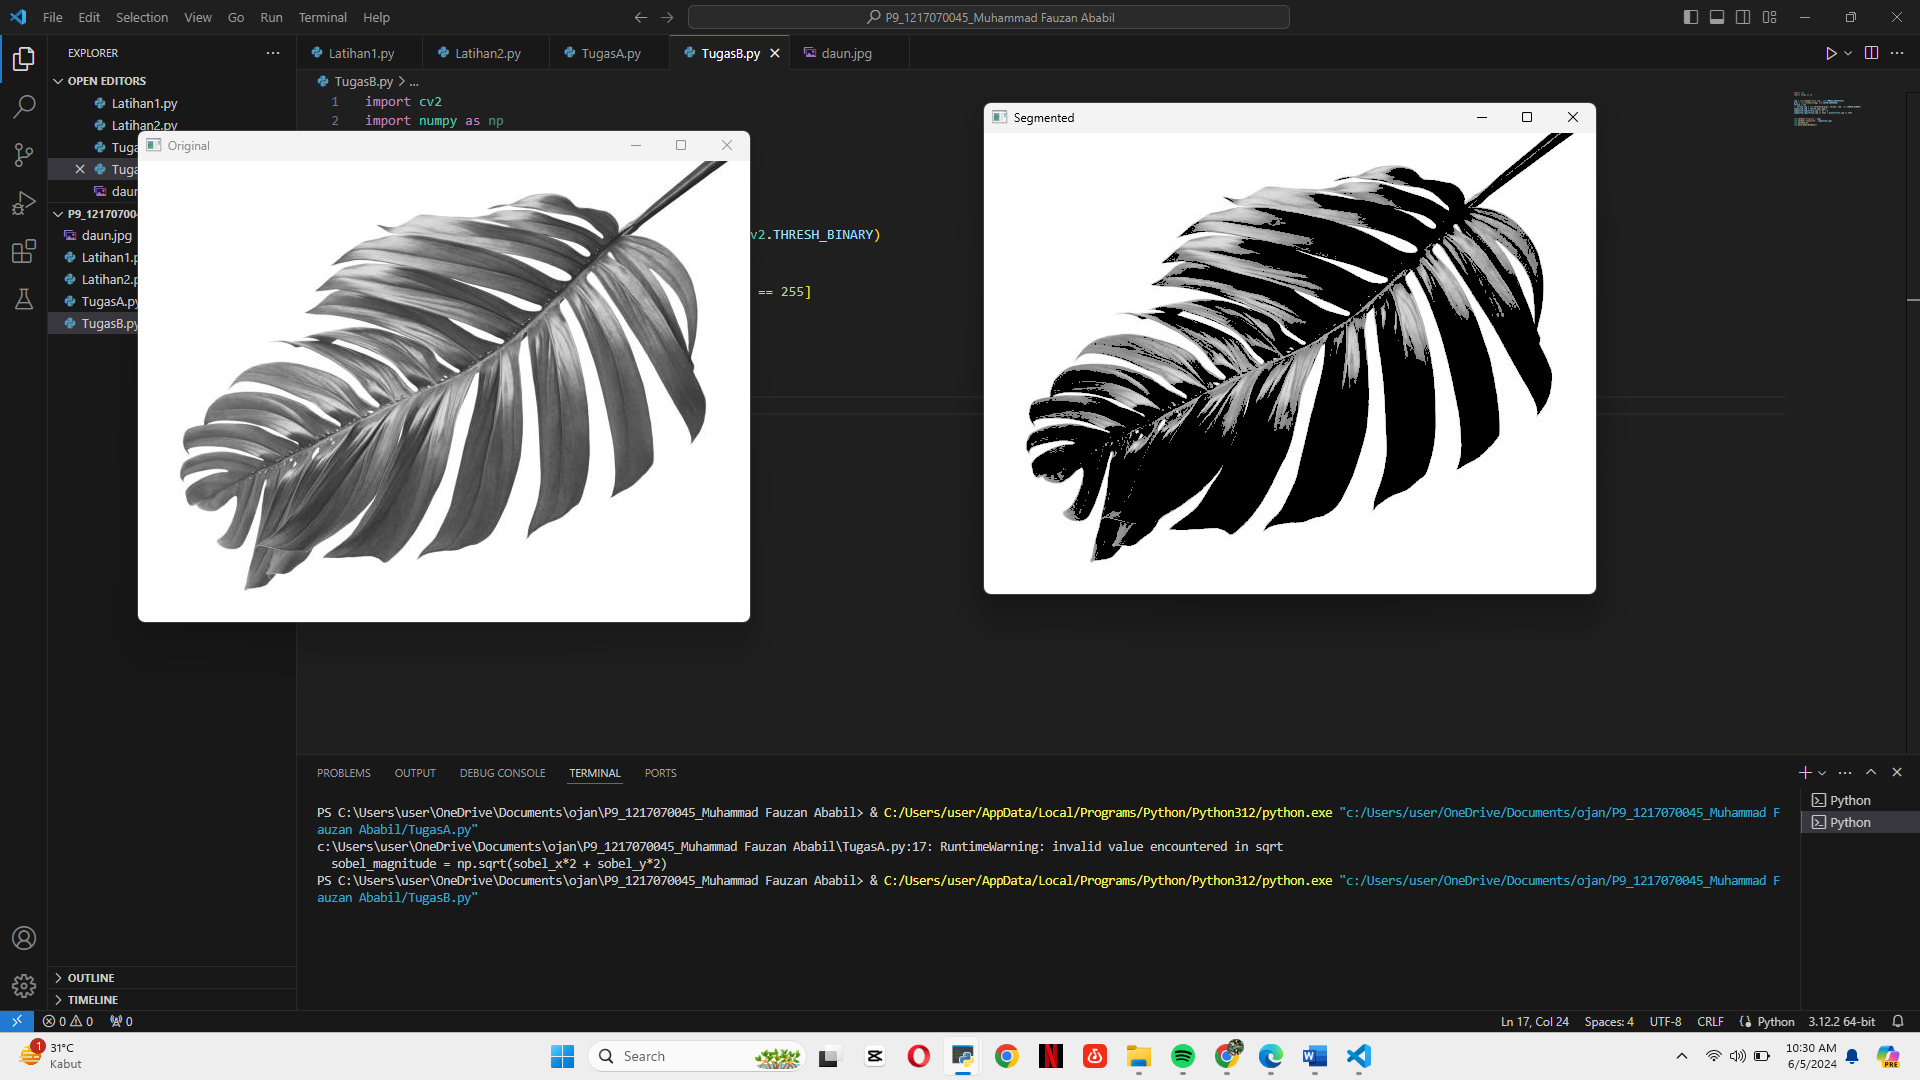 File Edit Selection View Go Run Terminal Help
P9_1217070045_Muhammad Fauzan Ababil
EXPLORER
Latihan1.py Latihan2.py TugasA.py TugasB.py daun.jpg
OPEN EDITORS
Latihan1.py
Latihan2.py
Tuga
Tuga
daun
P9_12170700
daun.jpg
Latihan1.p
Latihan2.p
TugasA.py
TugasB.py
TugasB.py > ...
1 import cv2
2 import numpy as np
v2.THRESH_BINARY)
== 255]
Original
Segmented
PROBLEMS OUTPUT DEBUG CONSOLE TERMINAL PORTS
PS C:\Users\user\OneDrive\Documents\ojan\P9_1217070045_Muhammad Fauzan Ababil> & C:/Users/user/AppData/Local/Programs/Python/Python312/python.exe "c:/Users/user/OneDrive/Documents/ojan/P9_1217070045_Muhammad F
auzan Ababil/TugasA.py"
c:\Users\user\OneDrive\Documents\ojan\P9_1217070045_Muhammad Fauzan Ababil\TugasA.py:17: RuntimeWarning: invalid value encountered in sqrt
sobel_magnitude = np.sqrt(sobel_x*2 + sobel_y*2)
PS C:\Users\user\OneDrive\Documents\ojan\P9_1217070045_Muhammad Fauzan Ababil> & C:/Users/user/AppData/Local/Programs/Python/Python312/python.exe "c:/Users/user/OneDrive/Documents/ojan/P9_1217070045_Muhammad F
auzan Ababil/TugasB.py"
Python
Python
OUTLINE
TIMELINE
0 0 0
Ln 17, Col 24 Spaces: 4 UTF-8 CRLF Python 3.12.2 64-bit
1
31°C
Kabut
Search
10:30 AM
6/5/2024
PRE